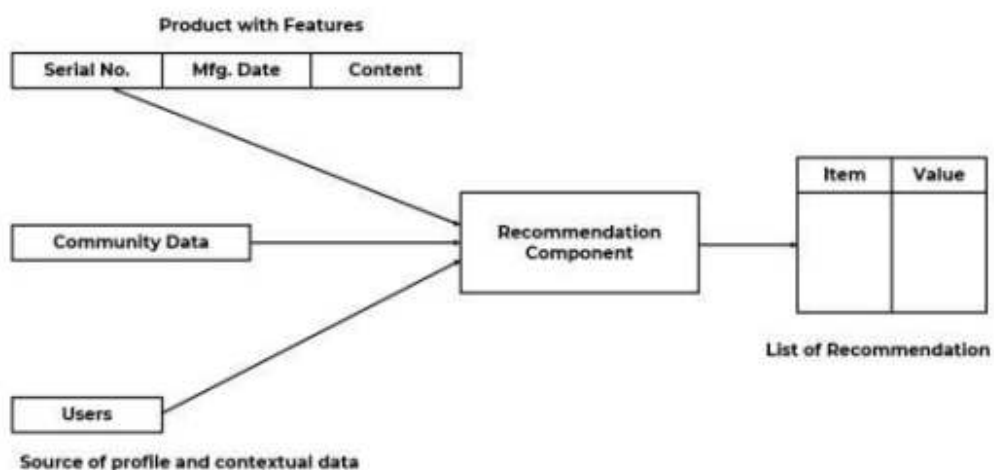 Product with Features
Serial No. Mfg. Date Content
Item Value
Community Data
Recommendation
Component
List of Recommendation
Users
Source of profile and contextual data